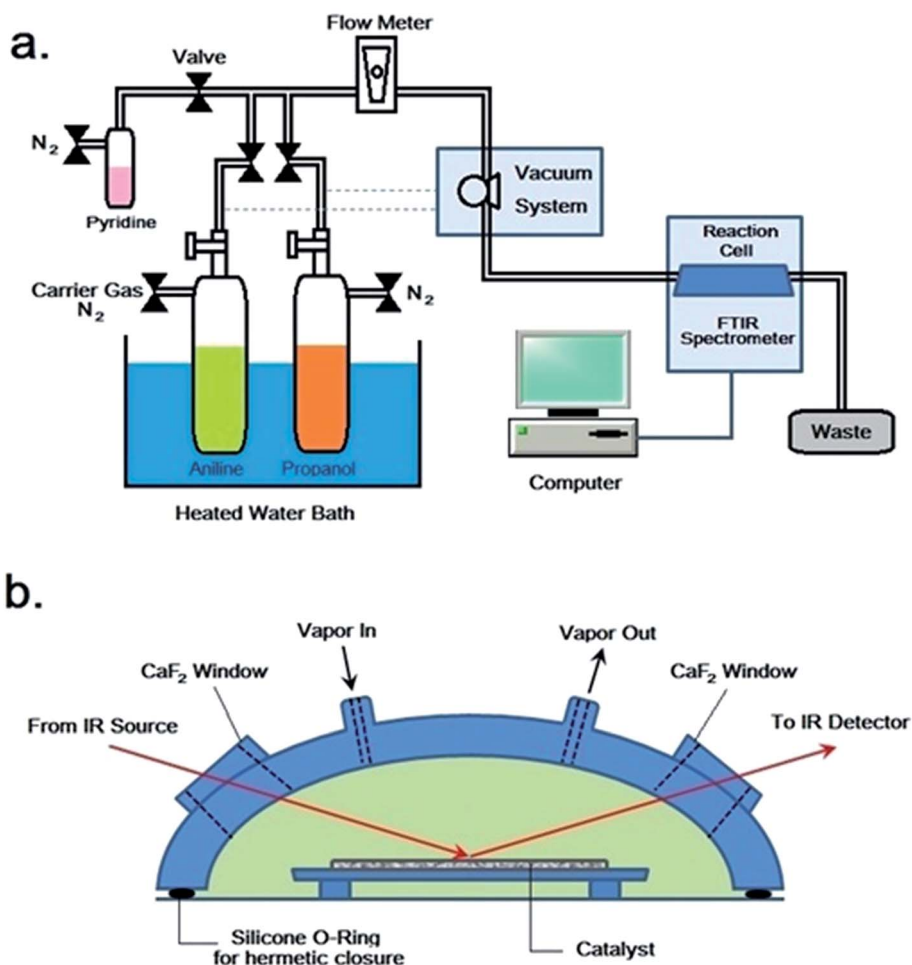 a.
Flow Meter
Valve
N2
Pyridine
Vacuum
System
Reaction
Cell
Carrier Gas
N2
N2
FTIR
Spectrometer
Aniline
Propanol
Waste
Computer
Heated Water Bath
b.
Vapor In
Vapor Out
CaF2 Window
CaF2 Window
From IR Source
To IR Detector
Silicone O-Ring
for hermetic closure
Catalyst